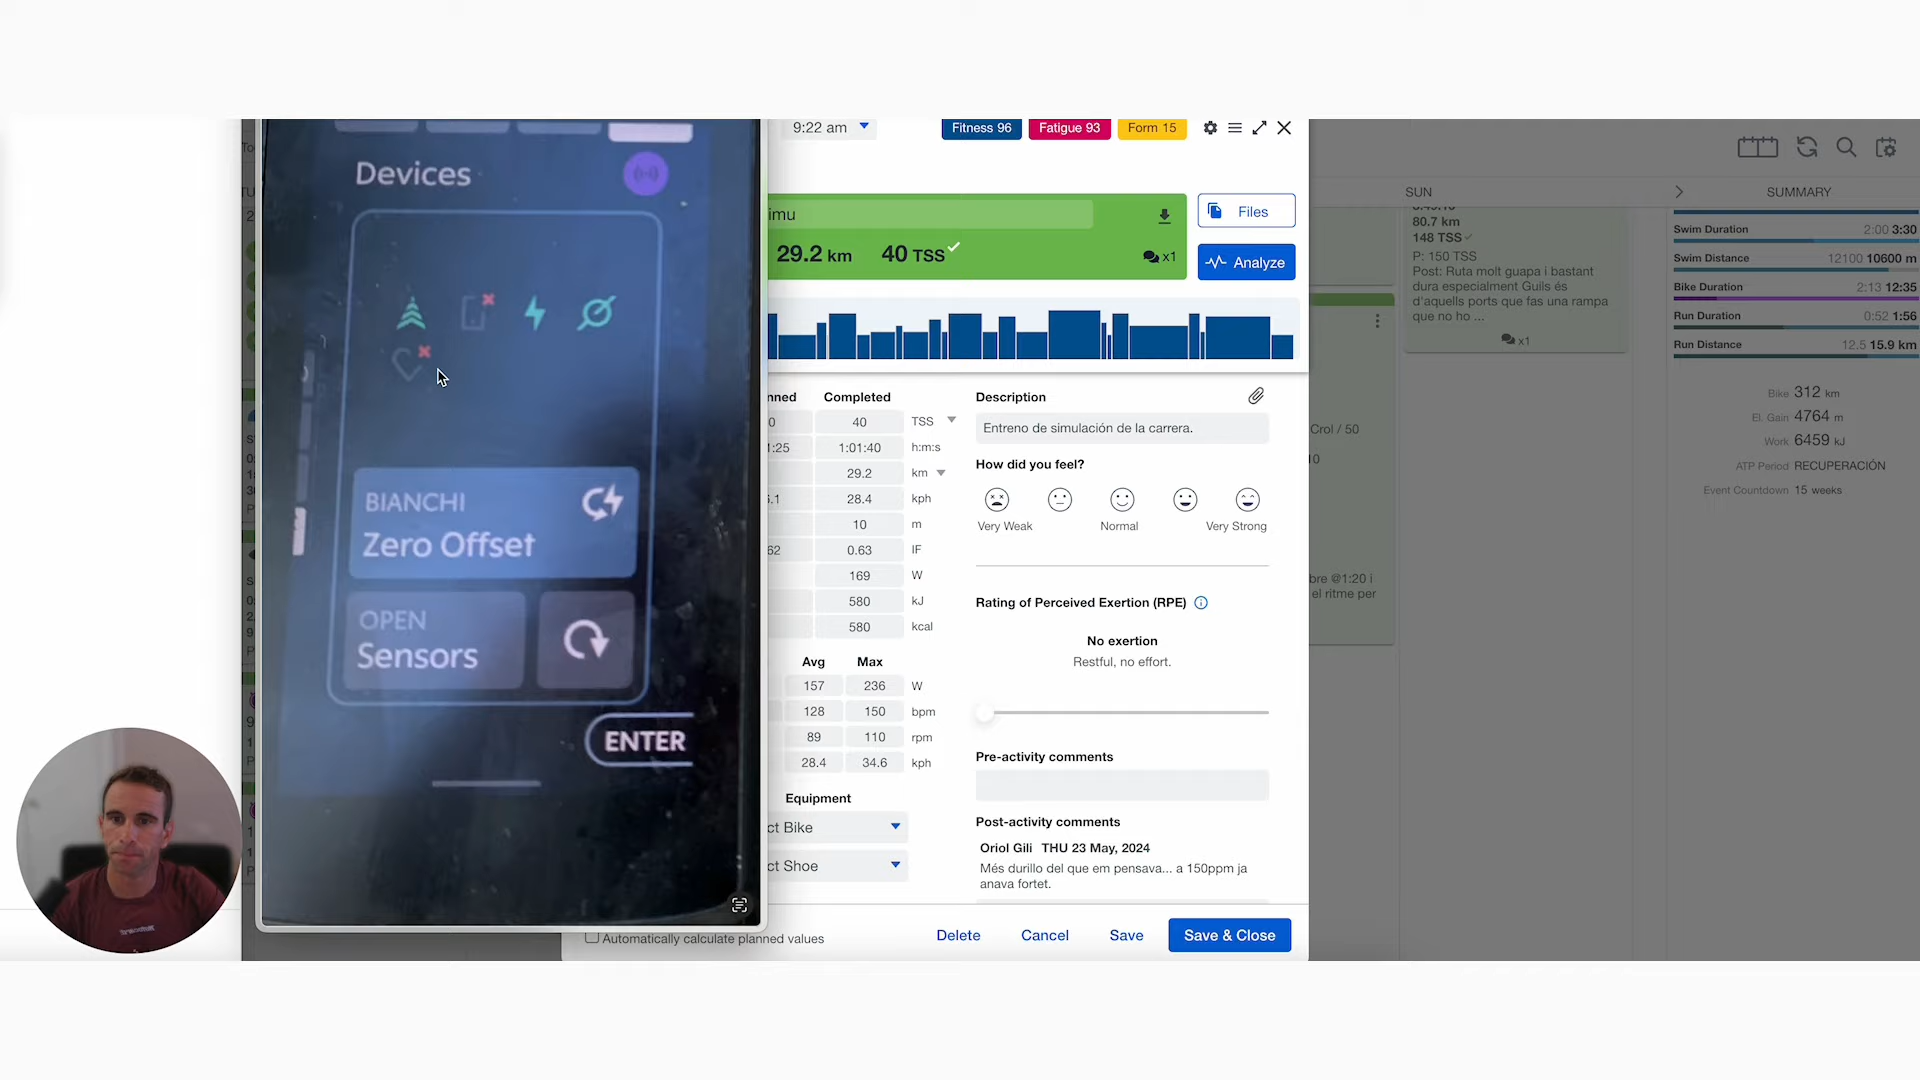 9:22 am
Fitness 96
Fatigue 93
Form 15
Devices
BIANCHI
Zero Offset
OPEN
Sensors
ENTER
imu
29.2 km
40 TSS
x1
Files
Analyze
nned
Completed
0
40
TSS
1:25
1:01:40
h:m:s
29.2
km
.1
28.4
kph
10
m
62
0.63
IF
169
W
580
kJ
580
kcal
Avg
Max
157
236
W
128
150
bpm
89
110
rpm
28.4
34.6
kph
Equipment
ct Bike
ct Shoe
Description
Entreno de simulación de la carrera.
How did you feel?
Very Weak
Normal
Very Strong
Rating of Perceived Exertion (RPE)
No exertion
Restful, no effort.
Pre-activity comments
Post-activity comments
Oriol Gili THU 23 May, 2024
Més durillo del que em pensava... a 150ppm ja
anava fortet.
Automatically calculate planned values
Delete
Cancel
Save
Save & Close
Crol / 50
bre @1:20 i
el ritme per
SUN
80.7 km
148 TSS
P: 150 TSS
Post: Ruta molt guapa i bastant
dura especialment Guils és
d'aquells ports que fas una rampa
que no ho ...
x1
SUMMARY
Swim Duration 2:00 3:30
Swim Distance 12100 10600 m
Bike Duration 2:13 12:35
Run Duration 0:52 1:56
Run Distance 12.5 15.9 km
Bike 312 km
El. Gain 4764 m
Work 6459 kJ
ATP Period RECUPERACIÓN
Event Countdown 15 weeks